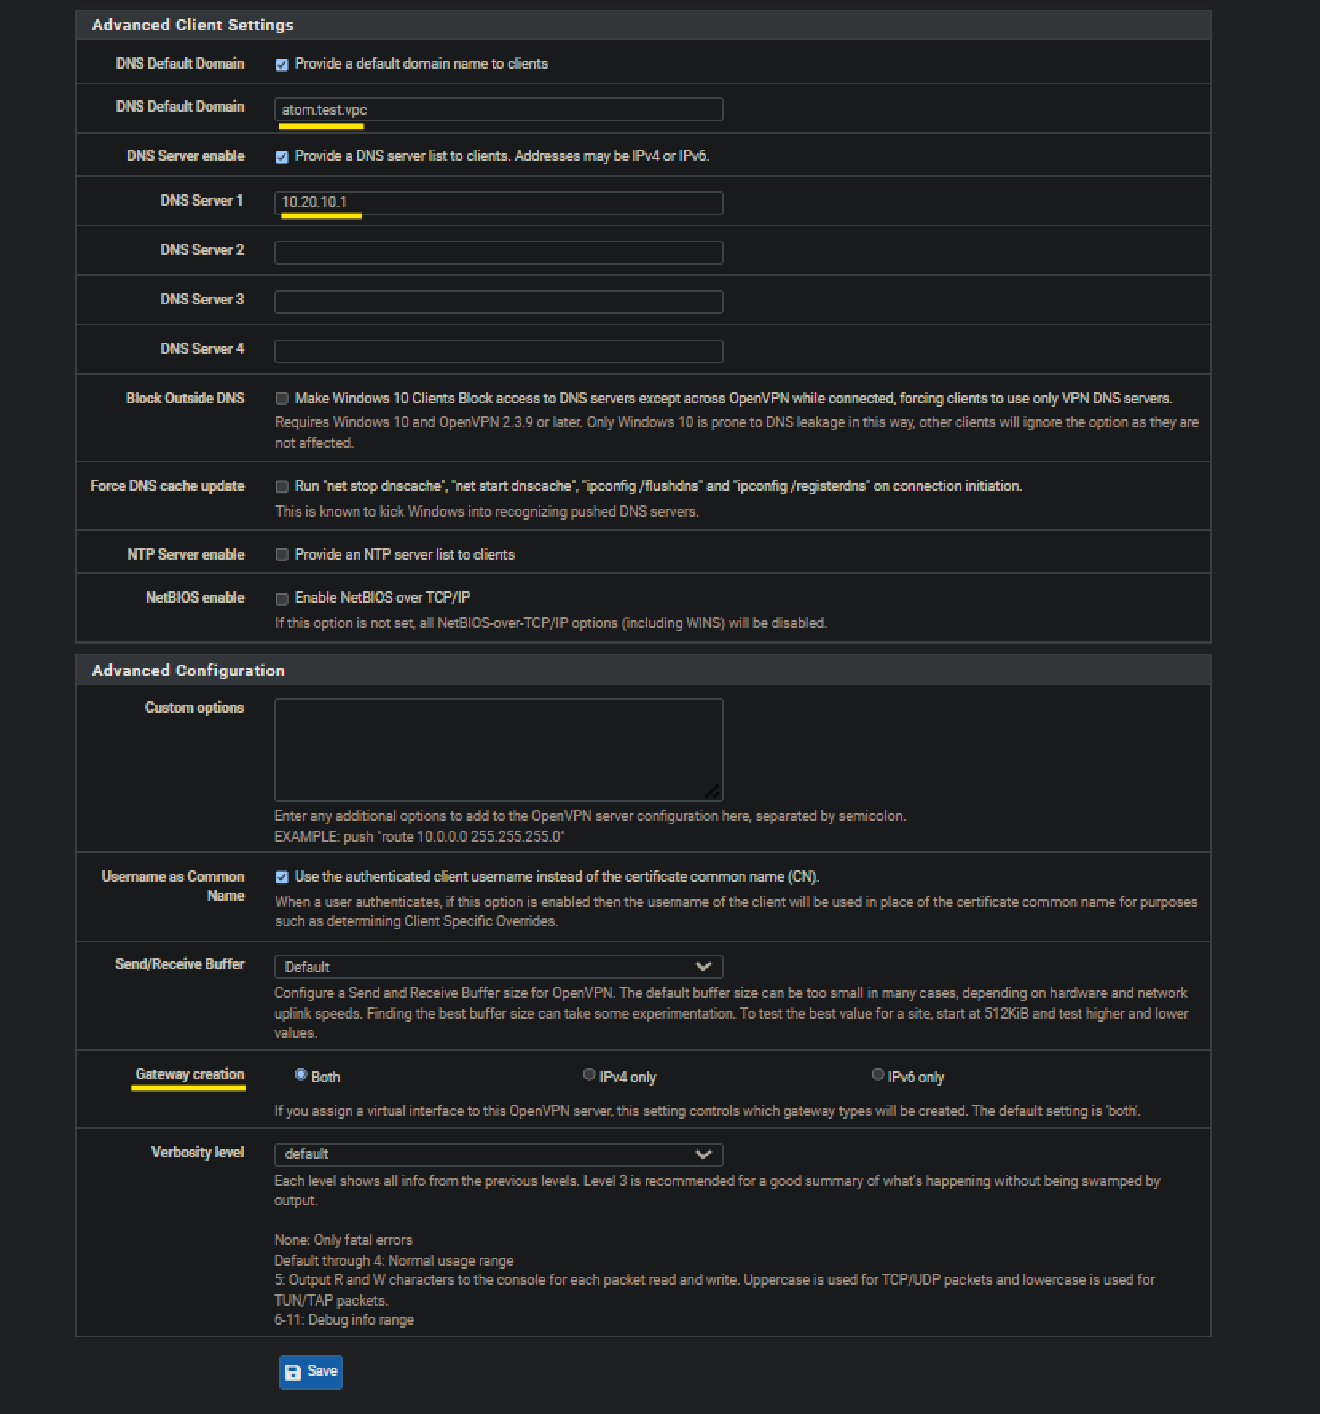 Advanced Client Settings
DNS Default Domain
Provide a default domain name to clients
DNS Default Domain
atom.test.vpc
DNS Server enable
Provide a DNS server list to clients. Addresses may be IPv4 or IPv6.
DNS Server 1
10.20.10.1
DNS Server 2
DNS Server 3
DNS Server 4
Block Outside DNS
Make Windows 10 Clients Block access to DNS servers except across OpenVPN while connected, forcing clients to use only VPN DNS servers.
Requires Windows 10 and OpenVPN 2.3.9 or later. Only Windows 10 is prone to DNS leakage in this way, other clients will ignore the option as they are
not affected.
Force DNS cache update
Run "net stop dnscache", "net start dnscache", "ipconfig /flushdns" and "ipconfig /registerdns" on connection initiation.
This is known to kick Windows into recognizing pushed DNS servers.
NTP Server enable
Provide an NTP server list to clients
NetBIOS enable
Enable NetBIOS over TCP/IP
If this option is not set, all NetBIOS-over-TCP/IP options (including WINS) will be disabled.
Advanced Configuration
Custom options
Enter any additional options to add to the OpenVPN server configuration here, separated by semicolon.
EXAMPLE: push "route 10.0.0.0 255.255.255.0"
Username as Common
Name
Use the authenticated client username instead of the certificate common name (CN).
When a user authenticates, if this option is enabled then the username of the client will be used in place of the certificate common name for purposes
such as determining Client Specific Overrides.
Send/Receive Buffer
Default
Configure a Send and Receive Buffer size for OpenVPN. The default buffer size can be too small in many cases, depending on hardware and network
uplink speeds. Finding the best buffer size can take some experimentation. To test the best value for a site, start at 512KiB and test higher and lower
values.
Gateway creation
Both
IPv4 only
IPv6 only
If you assign a virtual interface to this OpenVPN server, this setting controls which gateway types will be created. The default setting is 'both'.
Verbosity level
default
Each level shows all info from the previous levels. Level 3 is recommended for a good summary of what's happening without being swamped by
output.
None: Only fatal errors
Default through 4: Normal usage range
5: Output R and W characters to the console for each packet read and write. Uppercase is used for TCP/UDP packets and lowercase is used for
TUN/TAP packets.
6-11: Debug info range
Save